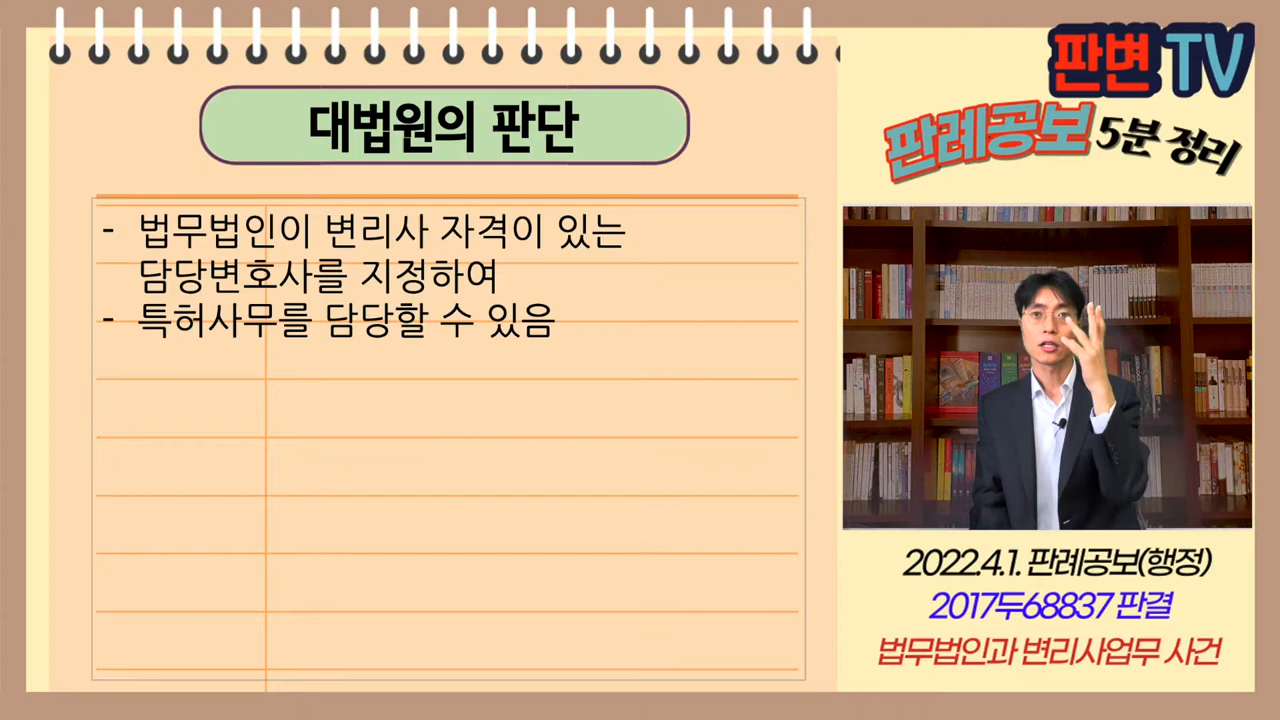 대법원의 판단
- 법무법인이 변리사 자격이 있는
담당변호사를 지정하여
- 특허사무를 담당할 수 있음
판변 TV
판례공보 5분 정리
2022.4.1. 판례공보(행정)
2017두68837 판결
법무법인과 변리사업무 사건